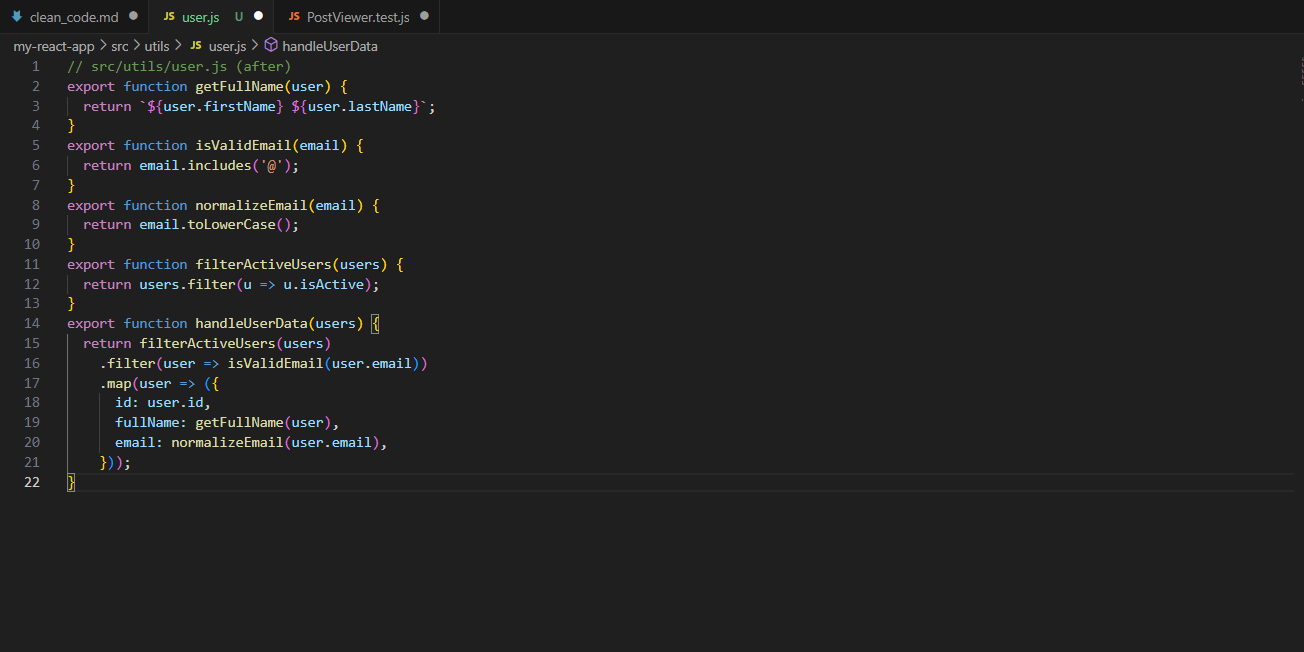 clean_code.md
JS user.js U
JS PostViewer.test.js
my-react-app > src > utils > JS user.js > handleUserData
1 // src/utils/user.js (after)
2 export function getFullName(user) {
3   return `${user.firstName} ${user.lastName}`;
4 }
5 export function isValidEmail(email) {
6   return email.includes('@');
7 }
8 export function normalizeEmail(email) {
9   return email.toLowerCase();
10 }
11 export function filterActiveUsers(users) {
12   return users.filter(u => u.isActive);
13 }
14 export function handleUserData(users) {
15   return filterActiveUsers(users)
16     .filter(user => isValidEmail(user.email))
17     .map(user => ({
18       id: user.id,
19       fullName: getFullName(user),
20       email: normalizeEmail(user.email),
21     }));
22 }